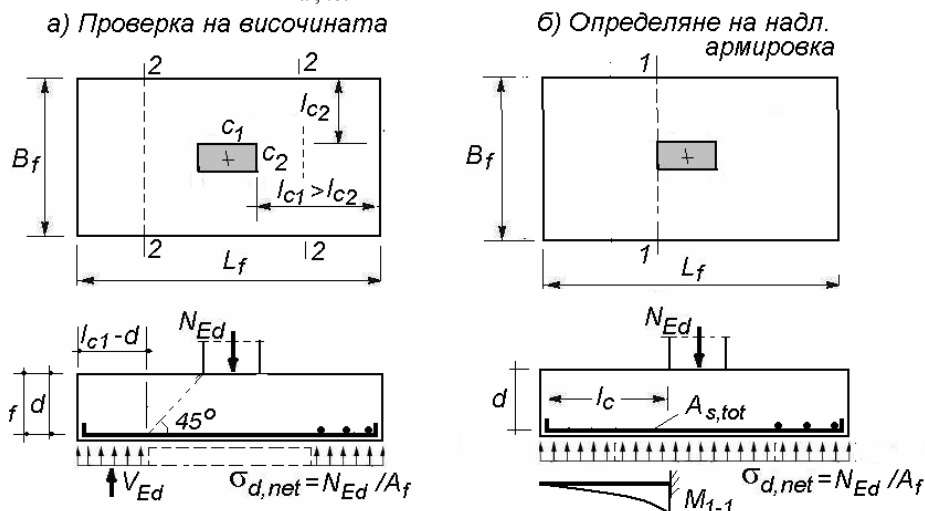 а) Проверка на височината
б) Определяне на надл.
армировка
2
2
l_c2
c_1
c_2
B_f
l_c1 > l_c2
2
2
L_f
1
B_f
1
L_f
l_c1 - d
N_Ed
f
d
45°
V_Ed
σ_d,net = N_Ed /A_f
N_Ed
d
l_c
A_s,tot
σ_d,net = N_Ed /A_f
M_1-1